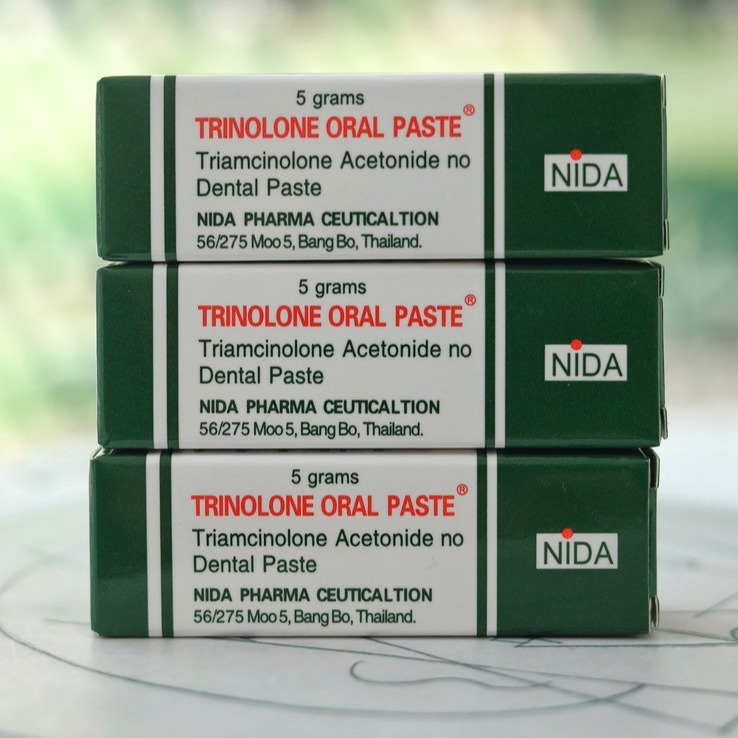 5 grams
TRINOLONE ORAL PASTE®
Triamcinolone Acetonide no
Dental Paste
NIDA PHARMA CEUTICALTION
56/275 Moo 5, Bang Bo, Thailand.
NIDA
5 grams
TRINOLONE ORAL PASTE®
Triamcinolone Acetonide no
Dental Paste
NIDA PHARMA CEUTICALTION
56/275 Moo 5, Bang Bo, Thailand.
NIDA
5 grams
TRINOLONE ORAL PASTE®
Triamcinolone Acetonide no
Dental Paste
NIDA PHARMA CEUTICALTION
56/275 Moo 5, Bang Bo, Thailand.
NIDA